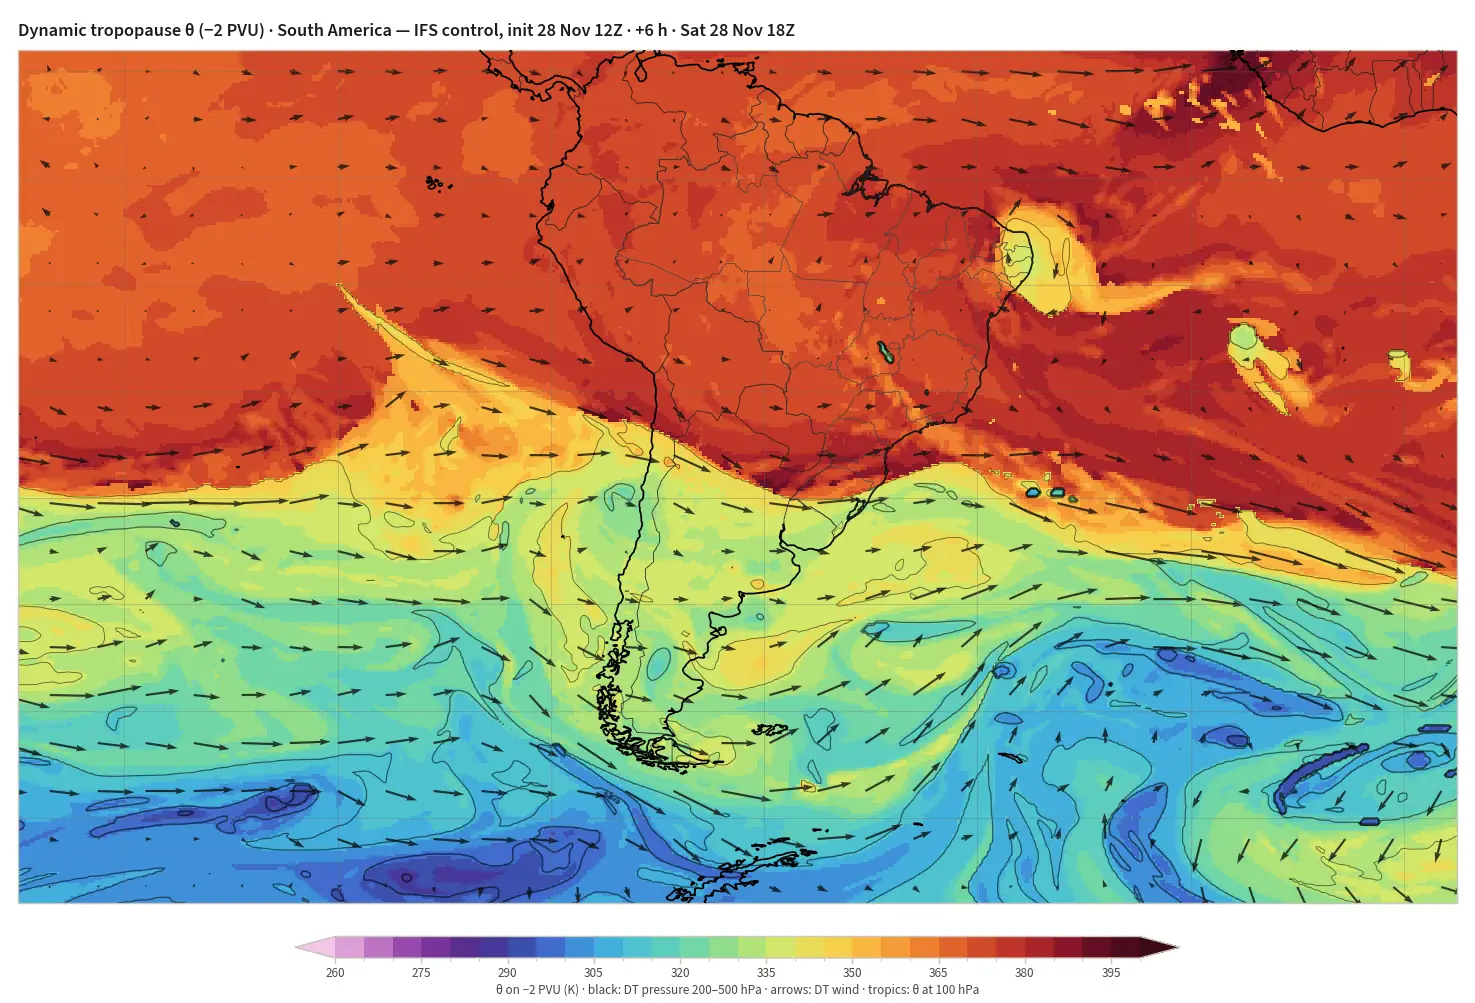 Dynamic tropopause θ (−2 PVU) · South America — IFS control, init 28 Nov 12Z · +6 h · Sat 28 Nov 18Z
260 275 290 305 320 335 350 365 380 395
θ on −2 PVU (K) · black: DT pressure 200–500 hPa · arrows: DT wind · tropics: θ at 100 hPa